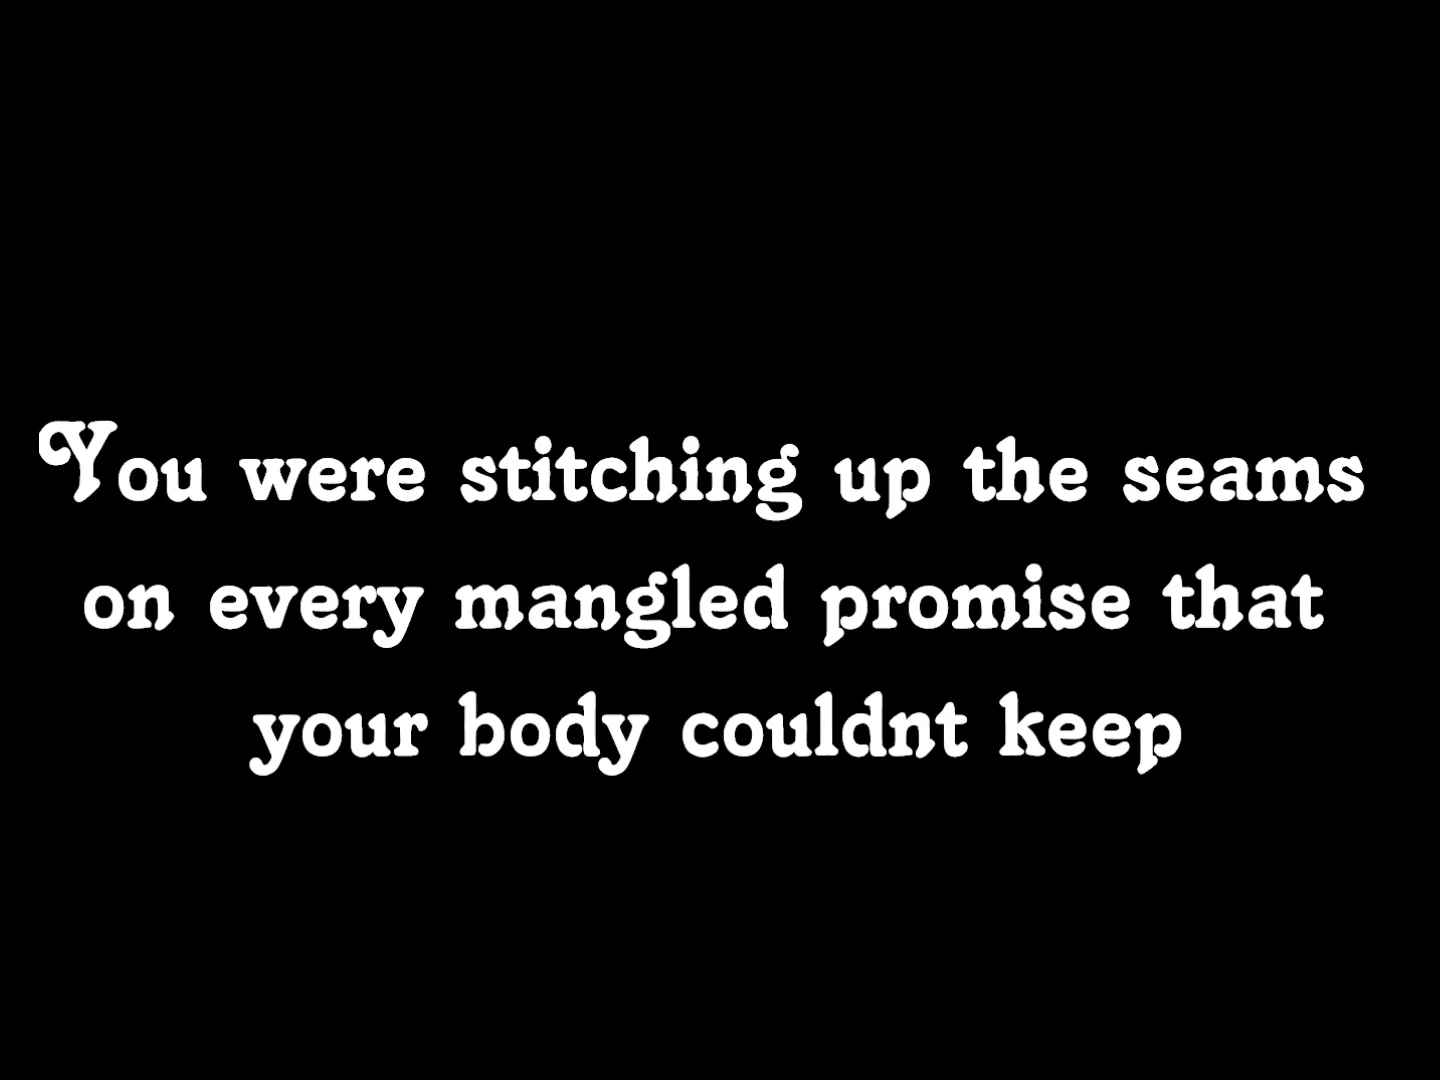 You were stitching up the seams
on every mangled promise that
your body couldnt keep